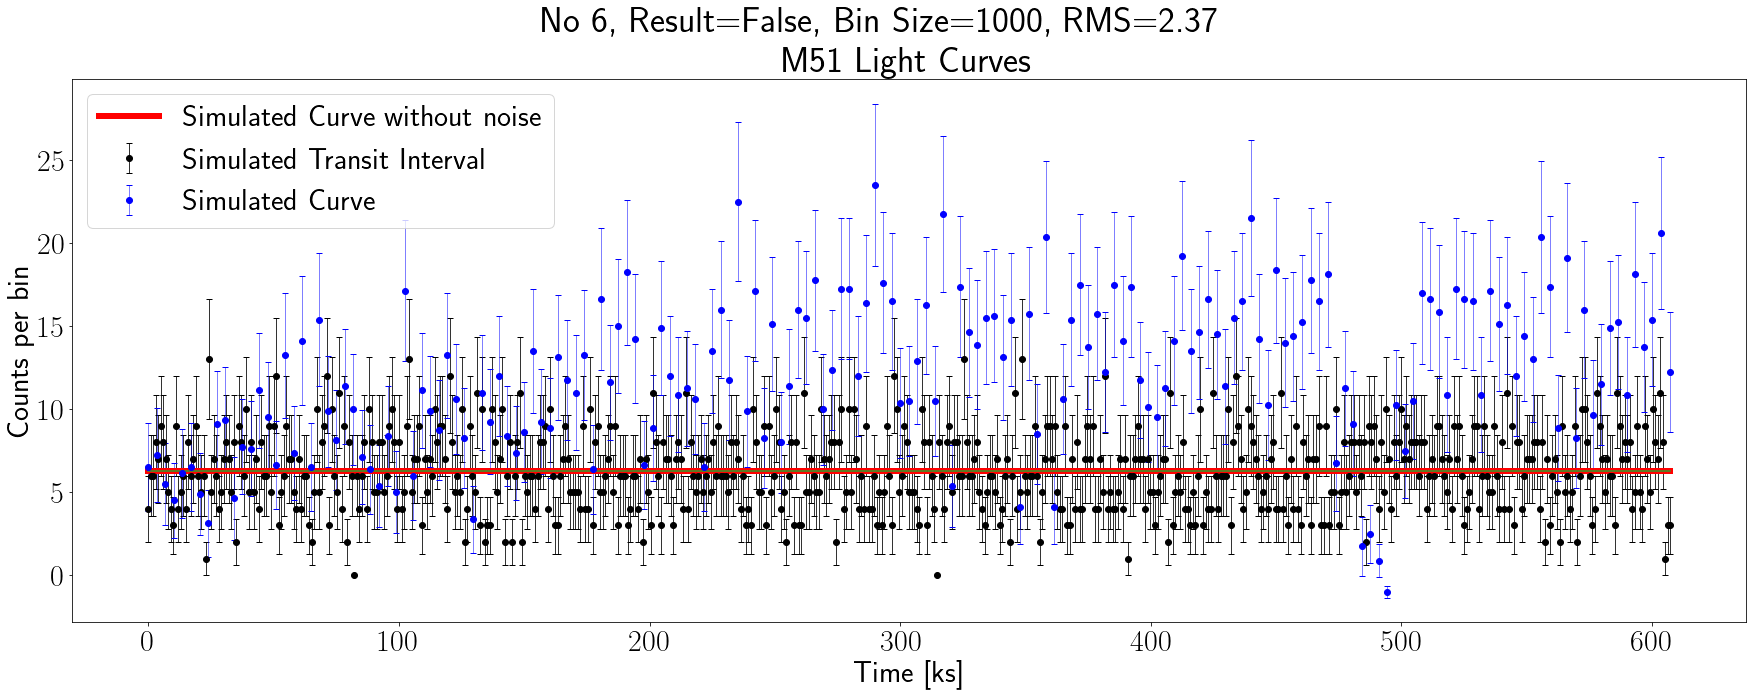 No 6, Result=False, Bin Size=1000, RMS=2.37
M51 Light Curves
Simulated Curve without noise
Simulated Transit Interval
Simulated Curve
Counts per bin
25
20
15
10
5
0
0 100 200 300 400 500 600
Time [ks]